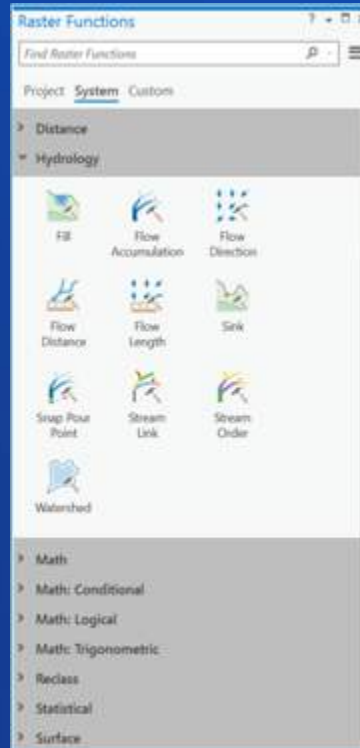 Raster Functions
Find Raster Functions
Project System Custom
Distance
Hydrology
Fill
Flow Accumulation
Flow Direction
Flow Distance
Flow Length
Sink
Snap Pour Point
Stream Link
Stream Order
Watershed
Math
Math: Conditional
Math: Logical
Math: Trigonometric
Reclass
Statistical
Surface